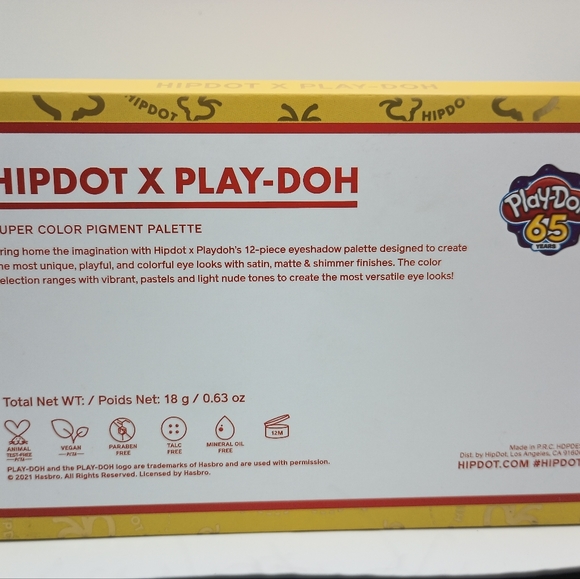 HIPDOT X PLAY-DOH
HIPDOT
HIPDO
HIPDOT X PLAY-DOH
UPER COLOR PIGMENT PALETTE
ring home the imagination with Hipdot x Playdoh's 12-piece eyeshadow palette designed to create
he most unique, playful, and colorful eye looks with satin, matte & shimmer finishes. The color
election ranges with vibrant, pastels and light nude tones to create the most versatile eye looks!
Play-Do
65
YEARS
Total Net WT: / Poids Net: 18 g / 0.63 oz
ANIMAL TEST-FREE PETA
VEGAN PETA
PARABEN FREE
TALC FREE
MINERAL OIL FREE
12M
PLAY-DOH and the PLAY-DOH logo are trademarks of Hasbro and are used with permission.
© 2021 Hasbro. All Rights Reserved. Licensed by Hasbro.
Made in P.R.C. HDPDE
Dist. by HipDot, Los Angeles, CA
HIPDOT.COM #HIPDOT